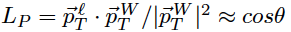 $L_P = \vec{p}_T^{\,\ell} \cdot \vec{p}_T^{\,W} / |\vec{p}_T^{\,W}|^2 \approx cos\theta$